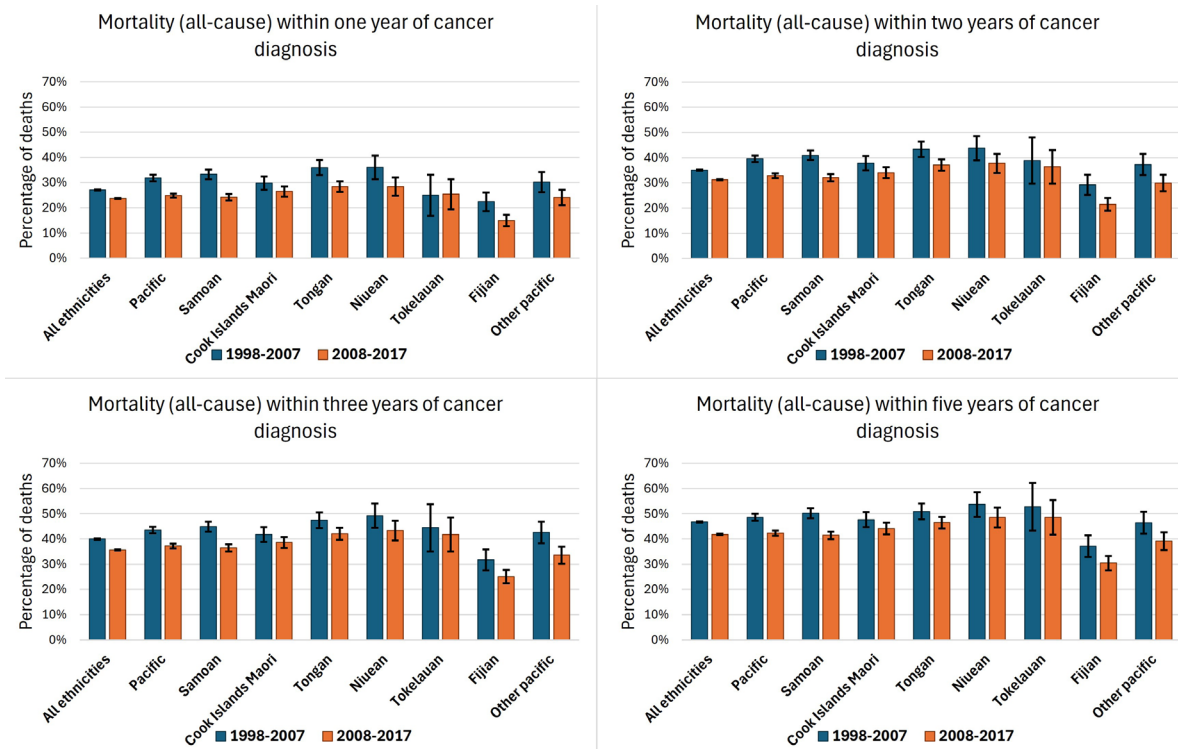 Mortality (all-cause) within one year of cancer
diagnosis
Percentage of deaths
70%
60%
50%
40%
30%
20%
10%
0%
All ethnicities
Pacific
Samoan
Cook Islands Maori
Tongan
Niuean
Tokelauan
Fijian
Other pacific
1998-2007 2008-2017
Mortality (all-cause) within two years of cancer
diagnosis
Percentage of deaths
70%
60%
50%
40%
30%
20%
10%
0%
All ethnicities
Pacific
Samoan
Cook Islands Maori
Tongan
Niuean
Tokelauan
Fijian
Other pacific
1998-2007 2008-2017
Mortality (all-cause) within three years of cancer
diagnosis
Percentage of deaths
70%
60%
50%
40%
30%
20%
10%
0%
All ethnicities
Pacific
Samoan
Cook Islands Maori
Tongan
Niuean
Tokelauan
Fijian
Other pacific
1998-2007 2008-2017
Mortality (all-cause) within five years of cancer
diagnosis
Percentage of deaths
70%
60%
50%
40%
30%
20%
10%
0%
All ethnicities
Pacific
Samoan
Cook Islands Maori
Tongan
Niuean
Tokelauan
Fijian
Other pacific
1998-2007 2008-2017